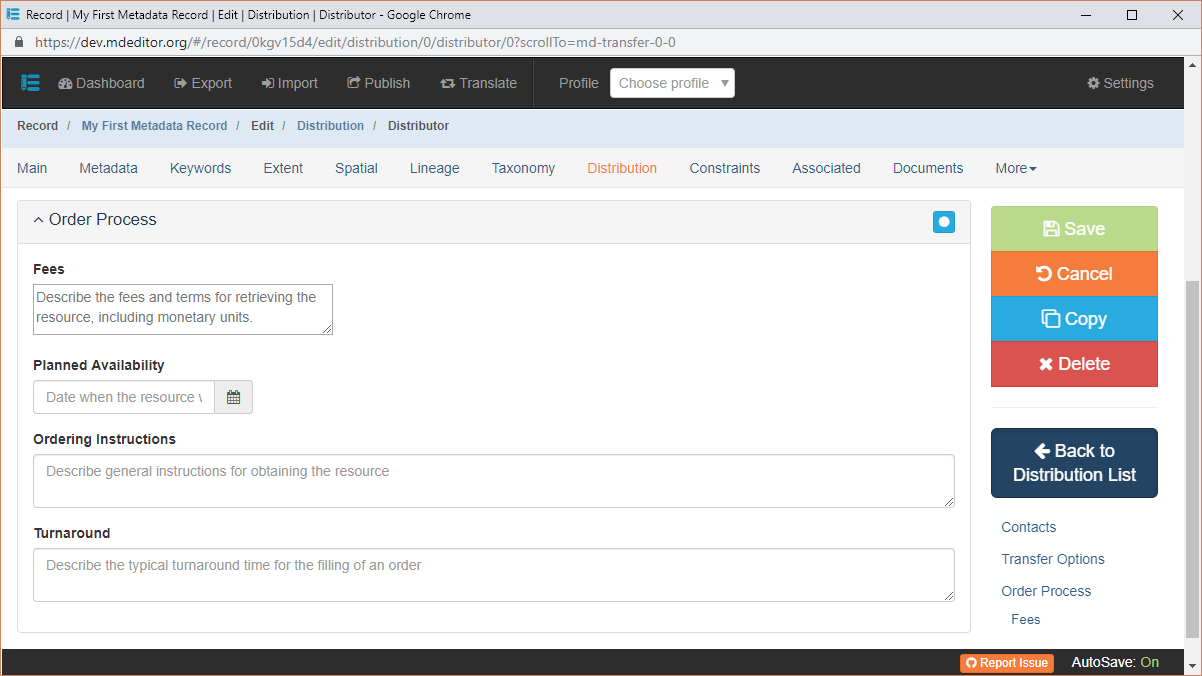 Record | My First Metadata Record | Edit | Distribution | Distributor - Google Chrome
https://dev.mdeditor.org/#/record/0kgv15d4/edit/distribution/0/distributor/0?scrollTo=md-transfer-0-0
Dashboard Export Import Publish Translate Profile Choose profile Settings
Record / My First Metadata Record / Edit / Distribution / Distributor
Main Metadata Keywords Extent Spatial Lineage Taxonomy Distribution Constraints Associated Documents More
Order Process
Fees
Describe the fees and terms for retrieving the
resource, including monetary units.
Planned Availability
Date when the resource
Ordering Instructions
Describe general instructions for obtaining the resource
Turnaround
Describe the typical turnaround time for the filling of an order
Save
Cancel
Copy
Delete
Back to
Distribution List
Contacts
Transfer Options
Order Process
Fees
Report Issue AutoSave: On